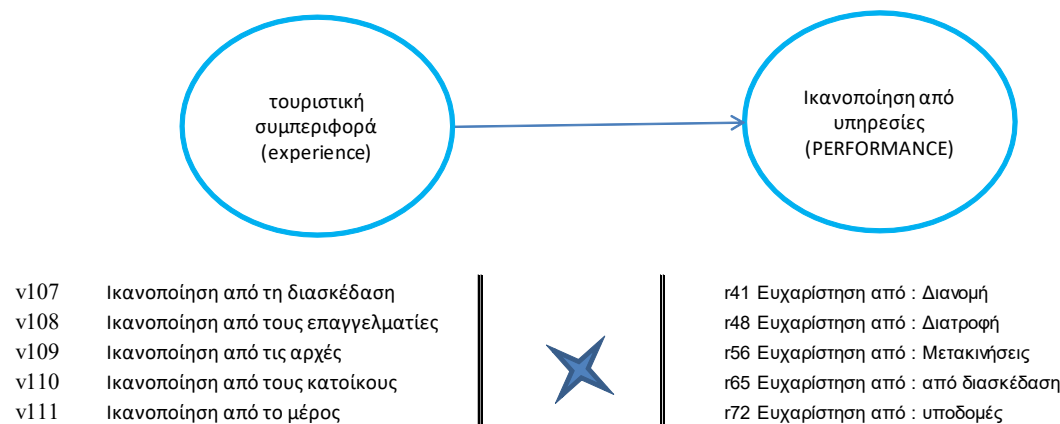 τουριστική
συμπεριφορά
(experience)
Ικανοποίηση από
υπηρεσίες
(PERFORMANCE)
v107 Ικανοποίηση από τη διασκέδαση
v108 Ικανοποίηση από τους επαγγελματίες
v109 Ικανοποίηση από τις αρχές
v110 Ικανοποίηση από τους κατοίκους
v111 Ικανοποίηση από το μέρος
r41 Ευχαρίστηση από : Διανομή
r48 Ευχαρίστηση από : Διατροφή
r56 Ευχαρίστηση από : Μετακινήσεις
r65 Ευχαρίστηση από : από διασκέδαση
r72 Ευχαρίστηση από : υποδομές